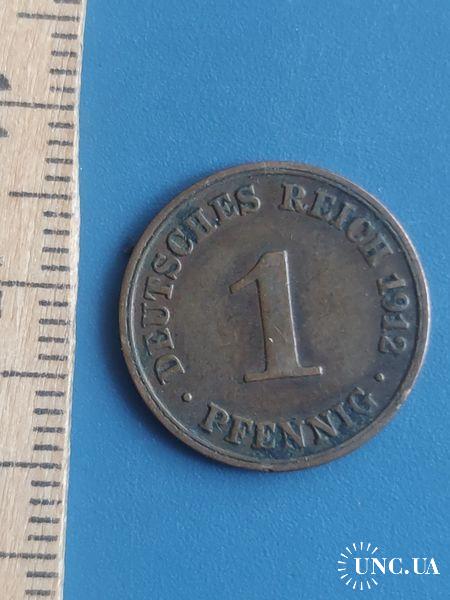 DEUTSCHES REICH 1912
1
· PFENNIG ·
UNC.UA